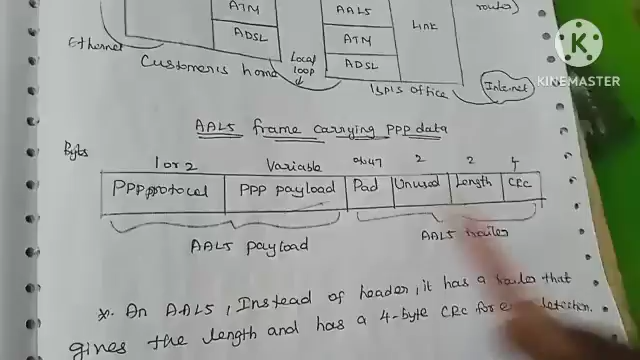 router)
ATM
AAL5
Link
Ethernet
ADSL
ATM
Local
loop
ADSL
Customer's home
ISP's office
Internet
KINEMASTER
AAL5 frame carrying PPP data
Bytes
1 or 2
Variable
0 to 47
2
2
4
PPP protocol
PPP payload
Pad
Unused
Length
CRC
AAL5 payload
AAL5 trailer
*. An AAL5, Instead of header, it has a trailer that
gives the length and has a 4-byte CRC for detection.